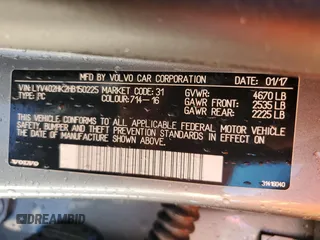 MFD BY VOLVO CAR CORPORATION DATE: 01/17
VIN: LYV402HK2HB150225 MARKET CODE: 31 GVWR: 4670 LB
TYPE: PC COLOUR: 714-16 GAWR FRONT: 2535 LB
GAWR REAR: 2225 LB
THIS VEHICLE CONFORMS TO ALL APPLICABLE FEDERAL MOTOR VEHICLE
SAFETY, BUMPER AND THEFT PREVENTION STANDARDS IN EFFECT ON
THE DATE OF MANUFACTURE SHOWN ABOVE.
VOLVO
DREAMBID